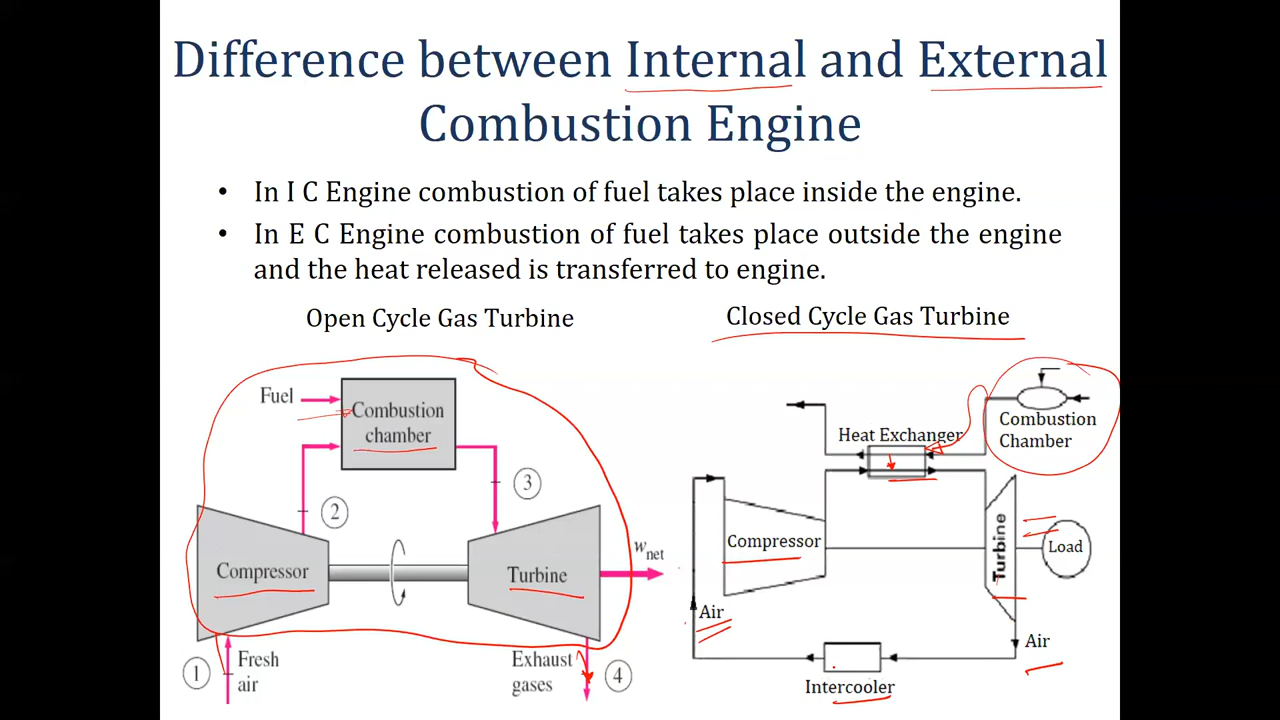 Difference between Internal and External
Combustion Engine
• In I C Engine combustion of fuel takes place inside the engine.
• In E C Engine combustion of fuel takes place outside the engine
and the heat released is transferred to engine.
Open Cycle Gas Turbine
Fuel
Combustion
chamber
2
3
Compressor
Turbine
wnet
1
Fresh
air
Exhaust
gases
4
Closed Cycle Gas Turbine
Combustion
Chamber
Heat Exchanger
Compressor
Turbine
Load
Air
Air
Intercooler